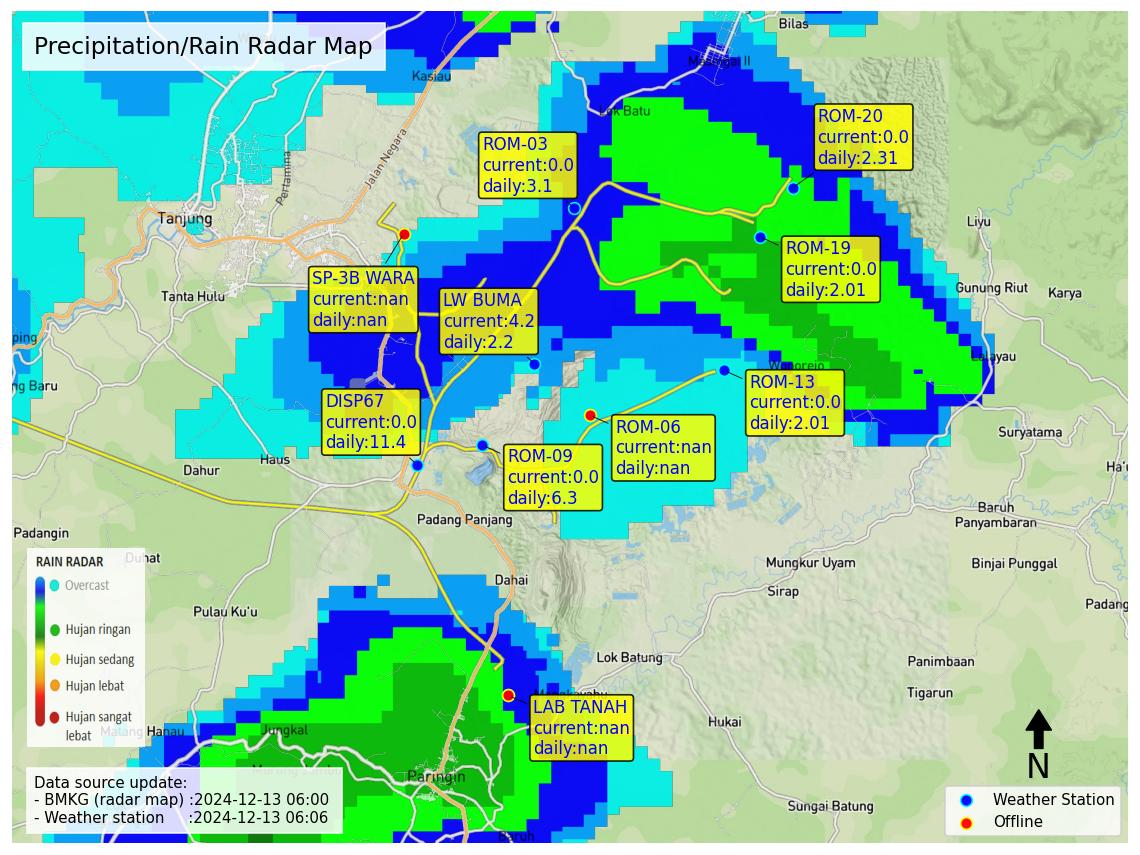 Precipitation/Rain Radar Map
Bilas
Kasiau
Lok Batu
ROM-20
current:0.0
daily:2.31
ROM-03
current:0.0
daily:3.1
Jalan Negara
Pertamina
Tanjung
Liyu
ROM-19
current:0.0
daily:2.01
SP-3B WARA
current:nan
daily:nan
Tanta Hulu
LW BUMA
current:4.2
daily:2.2
Gunung Riut
Karya
ping
Lalayau
Wonorejo
ng Baru
ROM-13
current:0.0
daily:2.01
DISP67
current:0.0
daily:11.4
ROM-06
current:nan
daily:nan
Suryatama
ROM-09
current:0.0
daily:6.3
Dahur
Haus
Ha'u
Padang Panjang
Baruh
Panyambaran
Padangin
Duhat
Mungkur Uyam
Binjai Punggal
RAIN RADAR
Overcast
Hujan ringan
Hujan sedang
Hujan lebat
Hujan sangat
lebat
Dahai
Sirap
Pulau Ku'u
Padang
Lok Batung
Panimbaan
Tigarun
LAB TANAH
current:nan
daily:nan
Hukai
Matang Hanau
Jungkal
Paringin
N
Sungai Batung
Data source update:
- BMKG (radar map) :2024-12-13 06:00
- Weather station :2024-12-13 06:06
Baruh
Weather Station
Offline